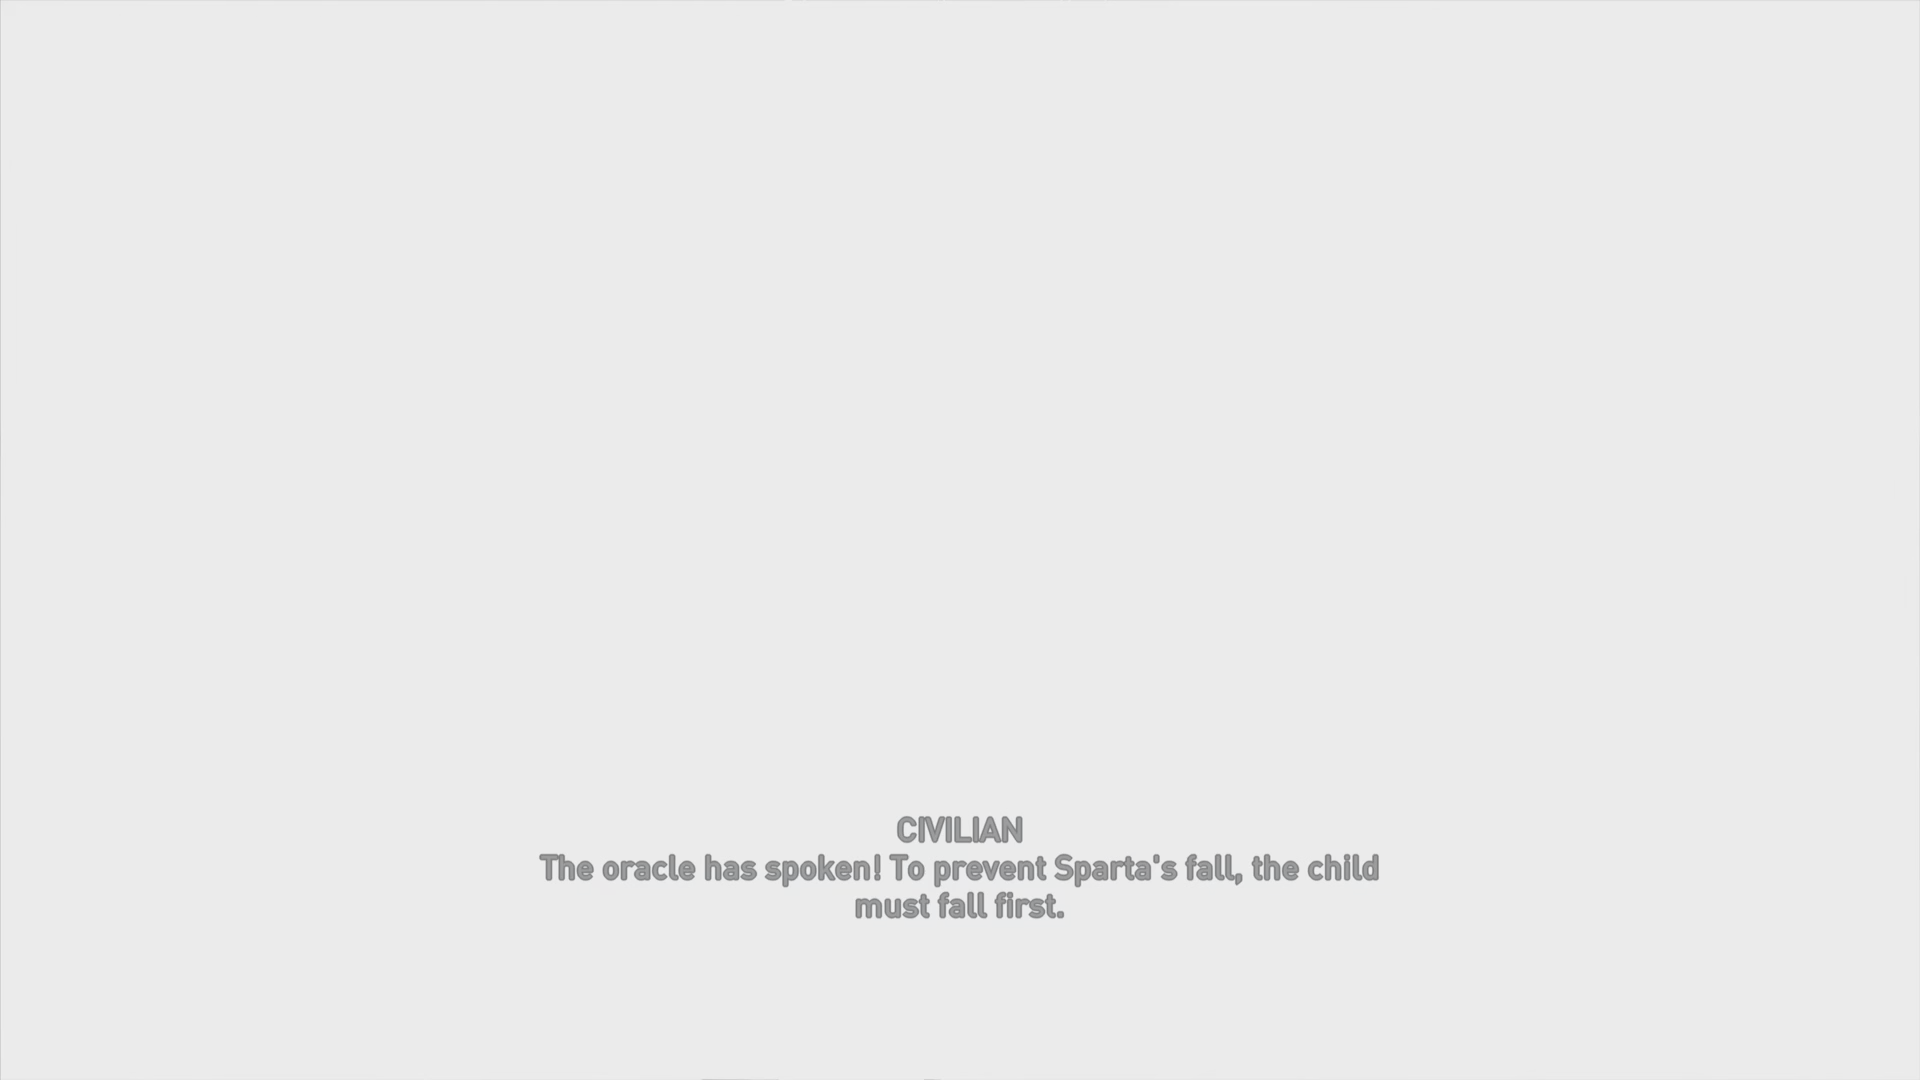 CIVILIAN
The oracle has spoken! To prevent Sparta's fall, the child
must fall first.